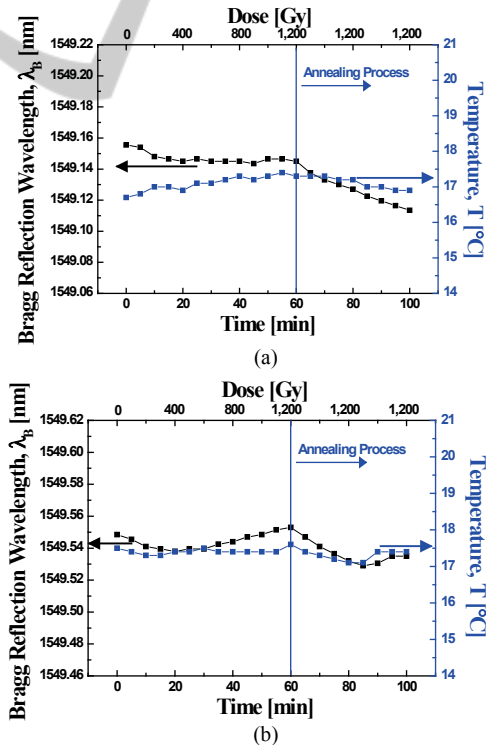 Dose [Gy]
0 400 800 1,200 1,200 1,200
Bragg Reflection Wavelength, λB [nm]
1549.22
1549.20
1549.18
1549.16
1549.14
1549.12
1549.10
1549.08
1549.06
Annealing Process
21
20
19
18
17
16
15
14
Temperature, T [°C]
0 20 40 60 80 100
Time [min]
(a)
Dose [Gy]
0 400 800 1,200 1,200 1,200
Bragg Reflection Wavelength, λB [nm]
1549.62
1549.60
1549.58
1549.56
1549.54
1549.52
1549.50
1549.48
1549.46
Annealing Process
21
20
19
18
17
16
15
14
Temperature, T [°C]
0 20 40 60 80 100
Time [min]
(b)